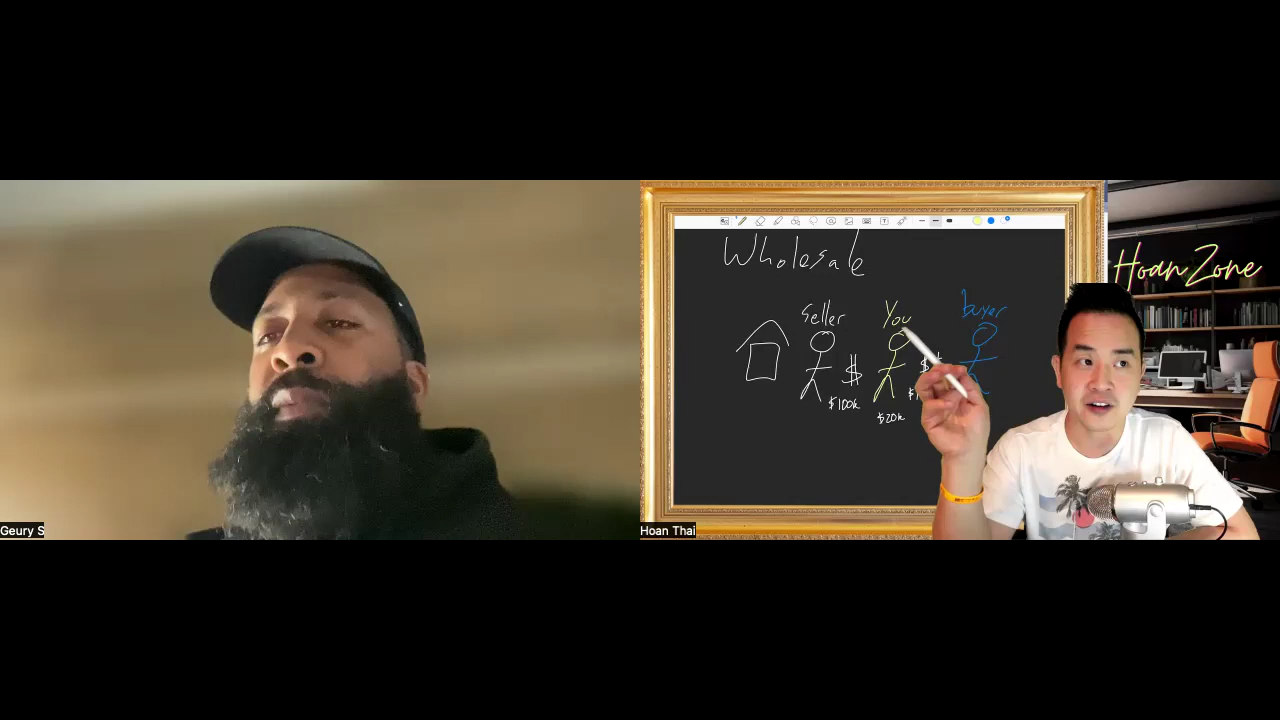 Wholesale
Hoan Zone
Seller
You
buyer
$
$
$100k
$20k
Geury S
Hoan Thai